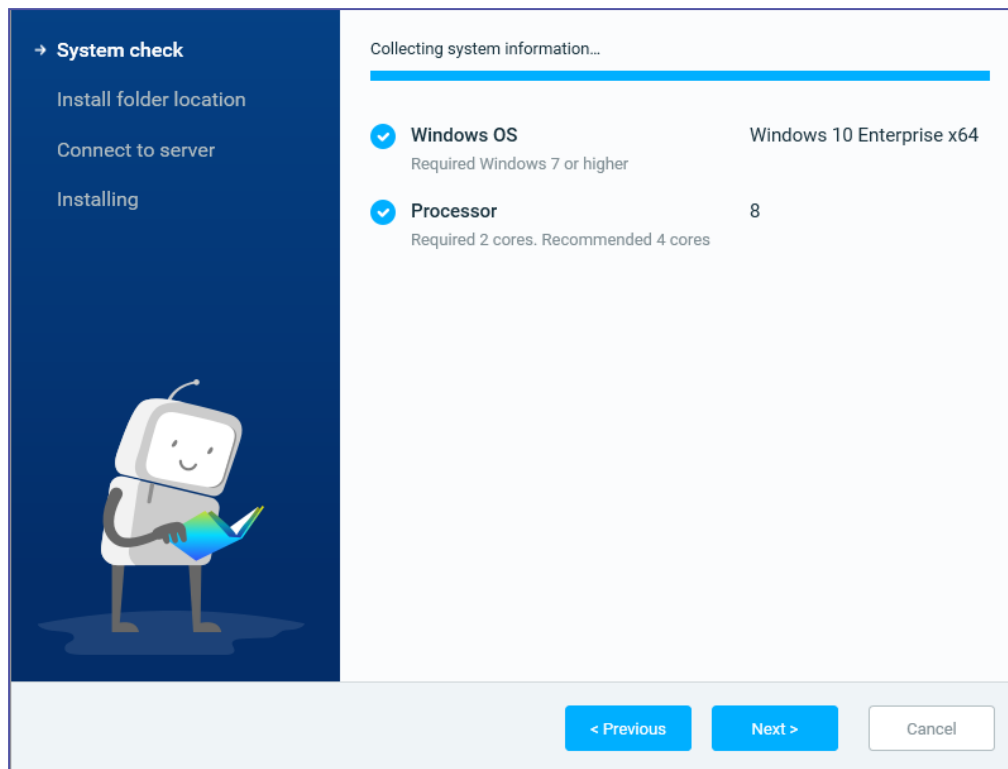 System check
Install folder location
Connect to server
Installing
Collecting system information...
Windows OS Windows 10 Enterprise x64
Required Windows 7 or higher
Processor 8
Required 2 cores. Recommended 4 cores
< Previous Next > Cancel